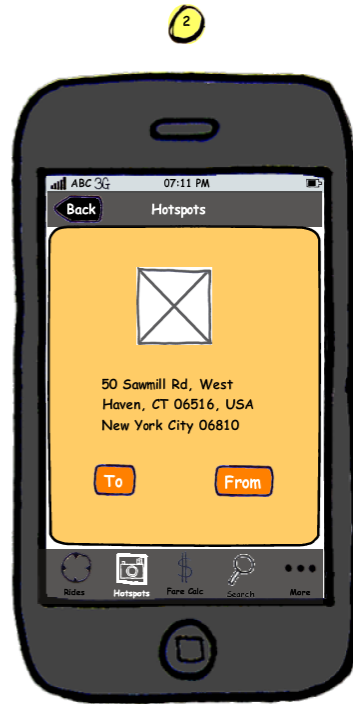 2
ABC 3G 07:11 PM
Back Hotspots
50 Sawmill Rd, West
Haven, CT 06516, USA
New York City 06810
To From
Rides Hotspots Fare Calc Search More